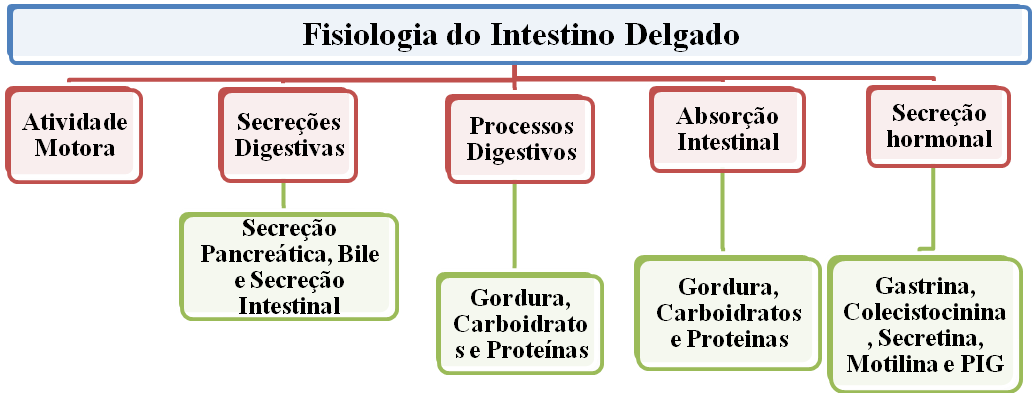 Fisiologia do Intestino Delgado
Atividade
Motora
Secreções
Digestivas
Processos
Digestivos
Absorção
Intestinal
Secreção
hormonal
Secreção
Pancreática, Bile
e Secreção
Intestinal
Gordura,
Carboidrato
s e Proteínas
Gordura,
Carboidratos
e Proteinas
Gastrina,
Colecistocinina
, Secretina,
Motilina e PIG